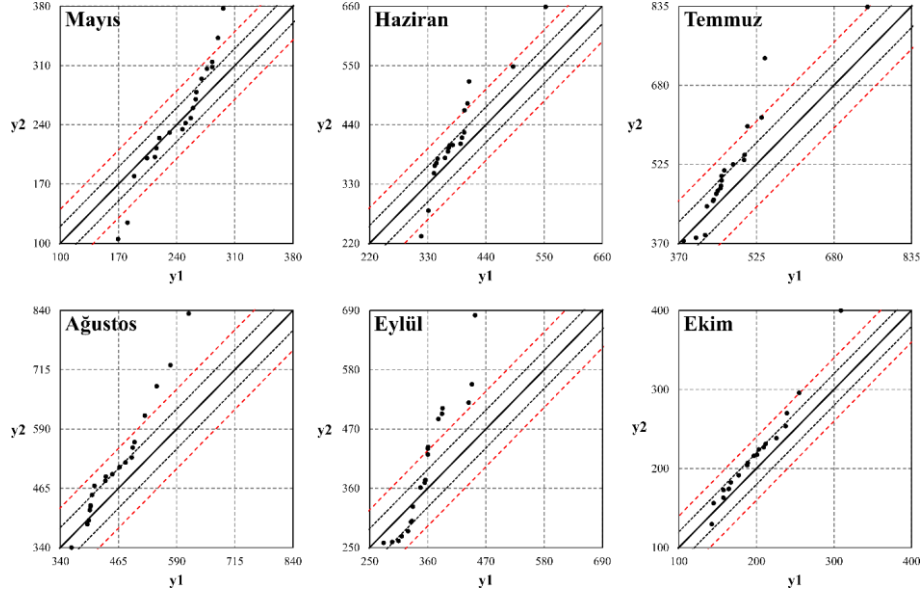 Mayıs
380
310
y2
240
170
100
100 170 240 310 380
y1
Haziran
660
550
y2
440
330
220
220 330 440 550 660
y1
Temmuz
835
680
y2
525
370
370 525 680 835
y1
Ağustos
840
715
y2
590
465
340
340 465 590 715 840
y1
Eylül
690
580
y2
470
360
250
250 360 470 580 690
y1
Ekim
400
300
y2
200
100
100 200 300 400
y1